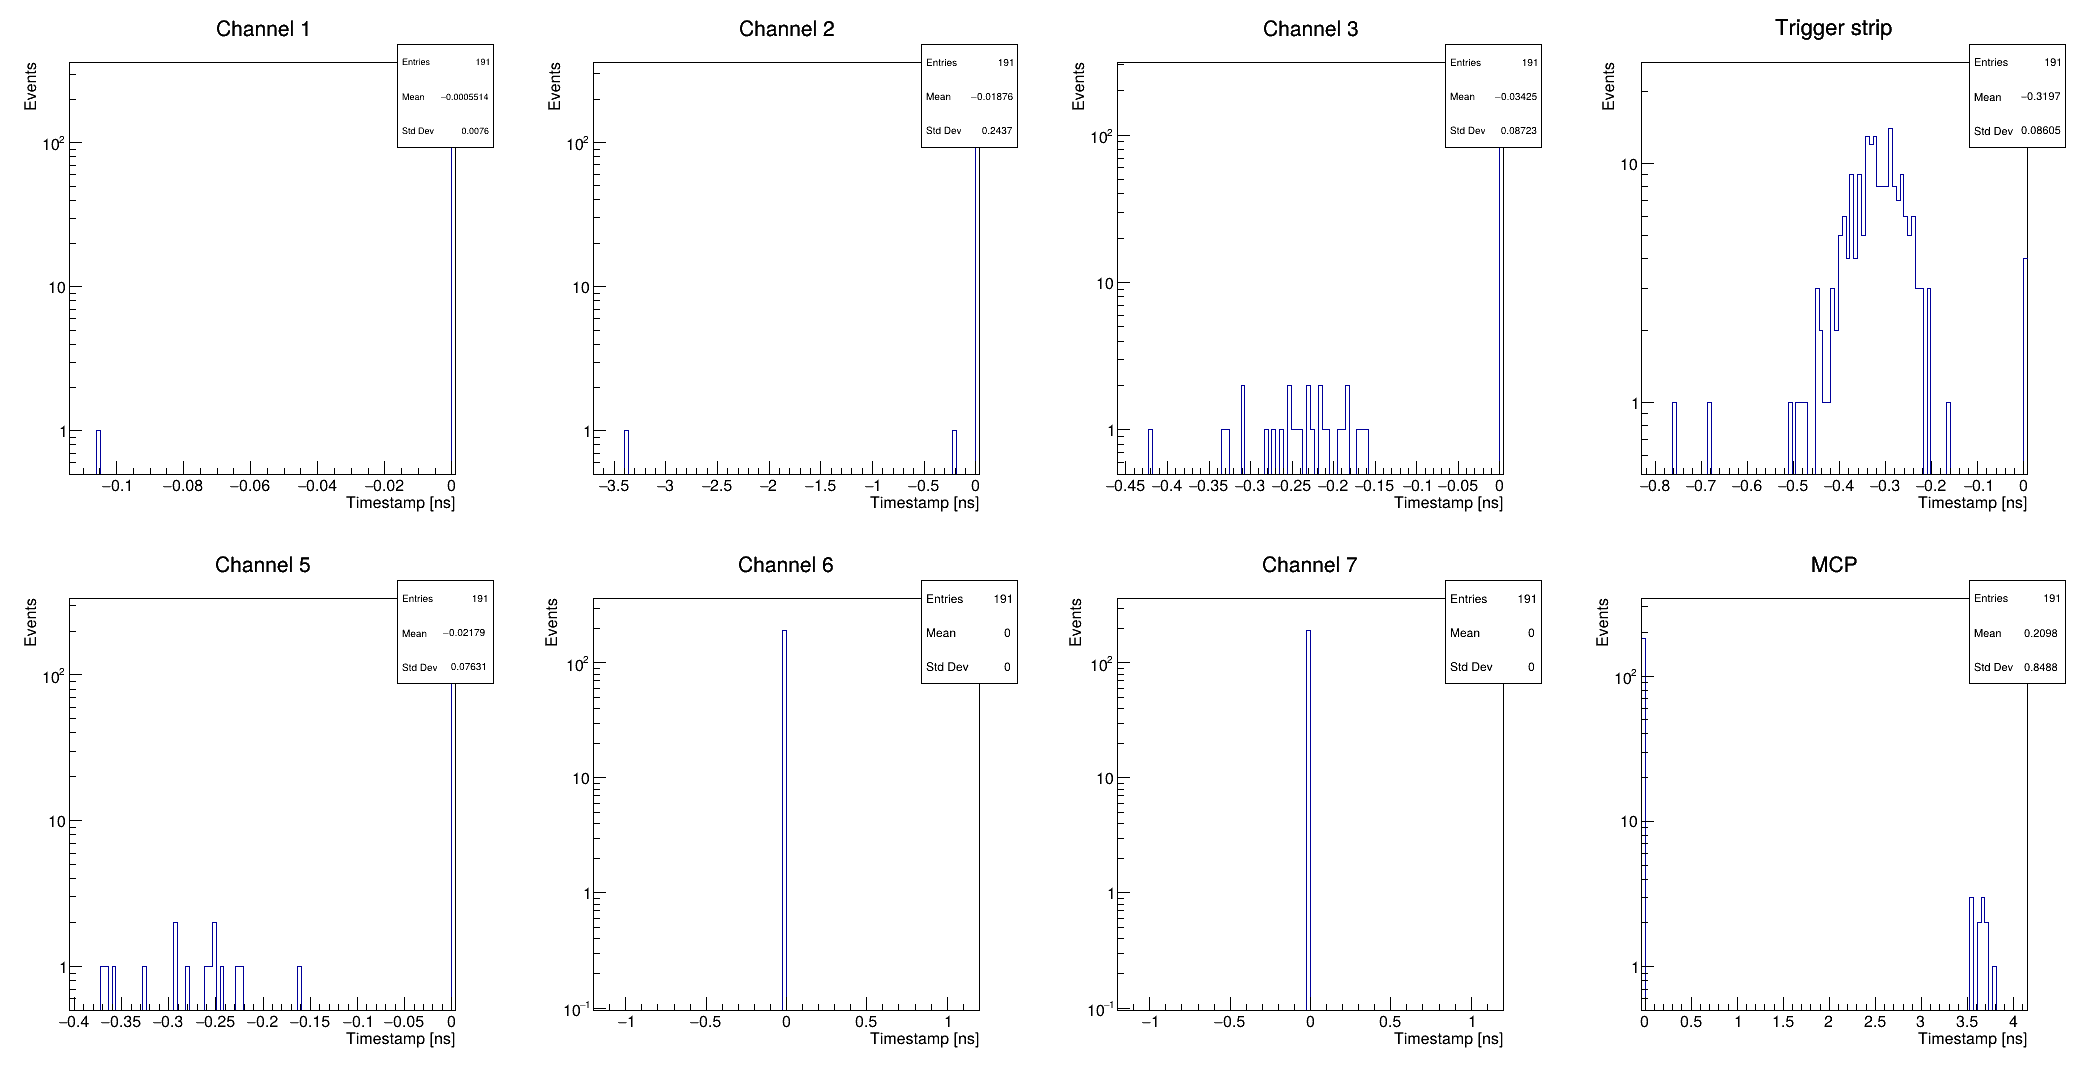 Channel 1
Entries 191
Mean −0.0005514
Std Dev 0.0076
Events
10²
10
1
−0.1 −0.08 −0.06 −0.04 −0.02 0
Timestamp [ns]
Channel 2
Entries 191
Mean −0.01876
Std Dev 0.2437
Events
10²
10
1
−3.5 −3 −2.5 −2 −1.5 −1 −0.5 0
Timestamp [ns]
Channel 3
Entries 191
Mean −0.03425
Std Dev 0.08723
Events
10²
10
1
−0.45 −0.4 −0.35 −0.3 −0.25 −0.2 −0.15 −0.1 −0.05 0
Timestamp [ns]
Trigger strip
Entries 191
Mean −0.3197
Std Dev 0.08605
Events
10
1
−0.8 −0.7 −0.6 −0.5 −0.4 −0.3 −0.2 −0.1 0
Timestamp [ns]
Channel 5
Entries 191
Mean −0.02179
Std Dev 0.07631
Events
10²
10
1
−0.4 −0.35 −0.3 −0.25 −0.2 −0.15 −0.1 −0.05 0
Timestamp [ns]
Channel 6
Entries 191
Mean 0
Std Dev 0
Events
10²
10
1
10⁻¹
−1 −0.5 0 0.5 1
Timestamp [ns]
Channel 7
Entries 191
Mean 0
Std Dev 0
Events
10²
10
1
10⁻¹
−1 −0.5 0 0.5 1
Timestamp [ns]
MCP
Entries 191
Mean 0.2098
Std Dev 0.8488
Events
10²
10
1
0 0.5 1 1.5 2 2.5 3 3.5 4
Timestamp [ns]